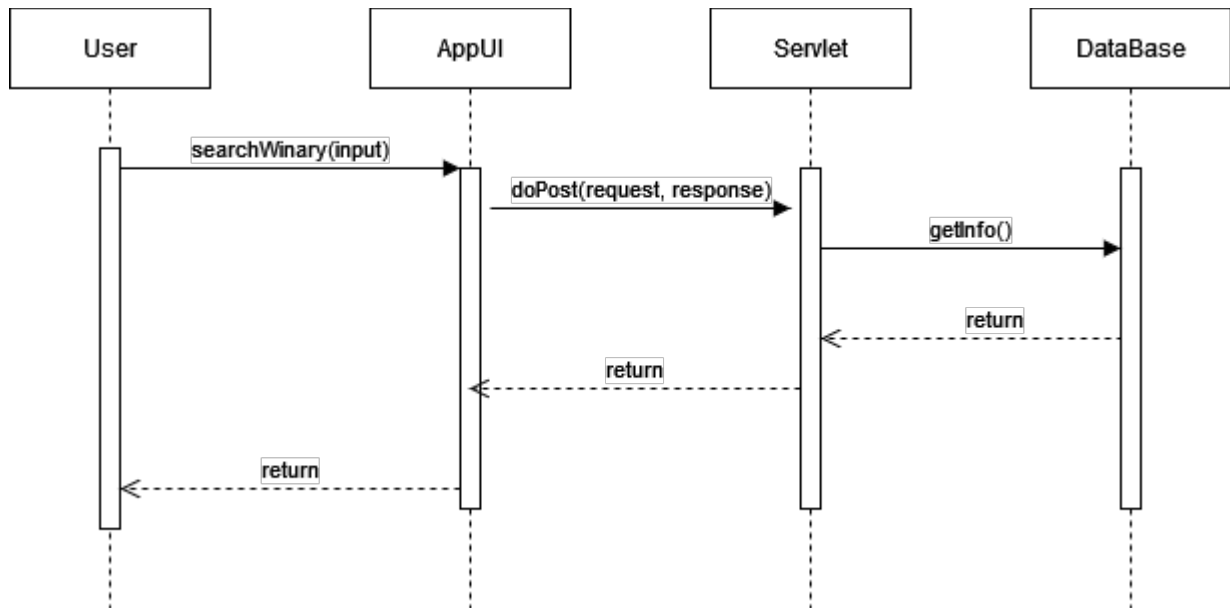 User
AppUI
Servlet
DataBase
searchWinary(input)
doPost(request, response)
getInfo()
return
return
return